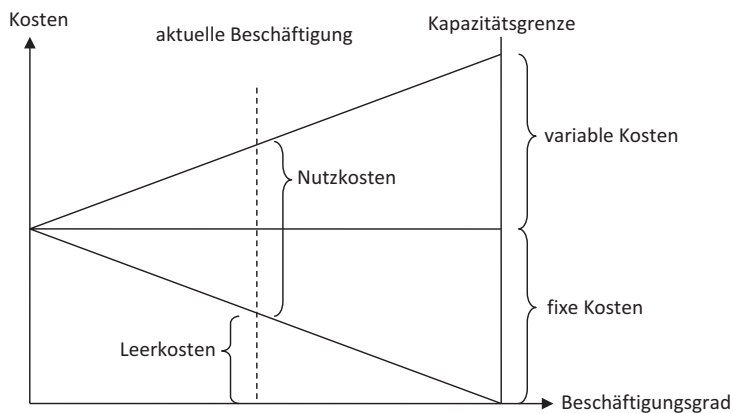 Kosten
aktuelle Beschäftigung
Kapazitätsgrenze
variable Kosten
Nutzkosten
fixe Kosten
Leerkosten
Beschäftigungsgrad